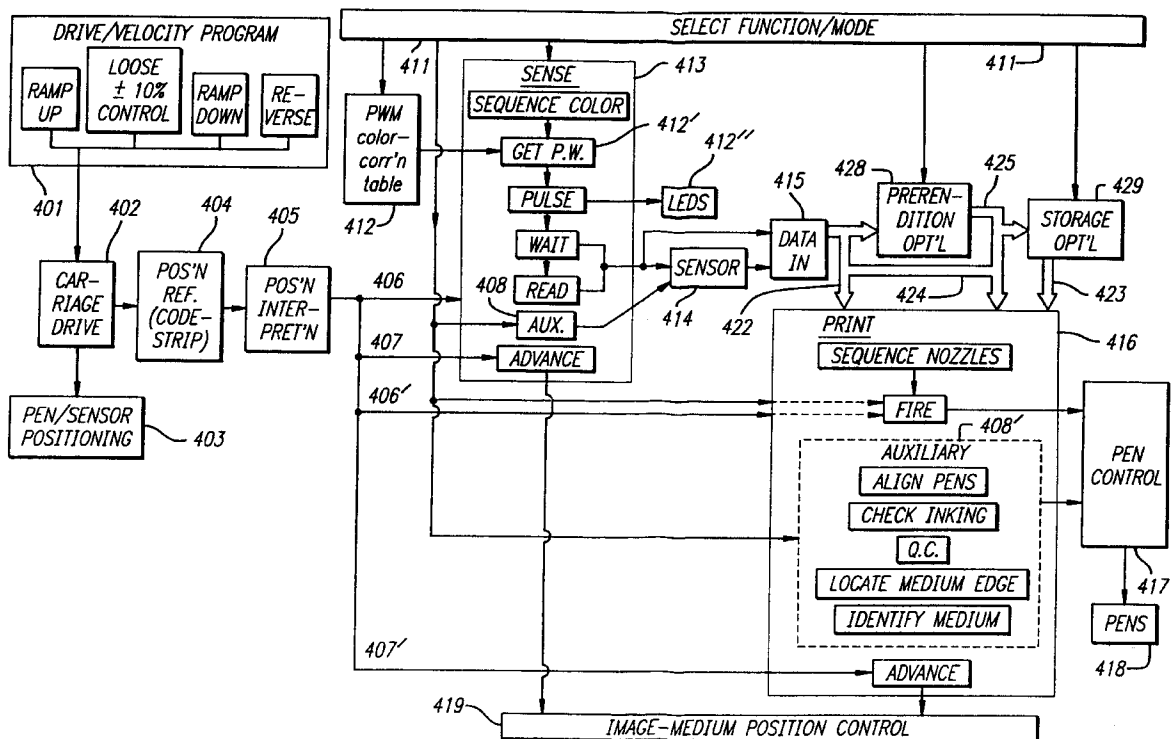 SELECT FUNCTION/MODE
411
411
DRIVE/VELOCITY PROGRAM
RAMP
UP
LOOSE
± 10%
CONTROL
RAMP
DOWN
RE-
VERSE
401
402
CAR-
RIAGE
DRIVE
404
POS'N
REF.
(CODE-
STRIP)
405
POS'N
INTER-
PRET'N
PEN/SENSOR
POSITIONING
403
406
407
406'
407'
PWM
color-
corr'n
table
412
413
SENSE
SEQUENCE COLOR
412'
GET P.W.
412''
PULSE
LEDS
WAIT
READ
408
AUX.
ADVANCE
SENSOR
414
415
DATA
IN
428
PREREN-
DITION
OPT'L
425
429
STORAGE
OPT'L
422
424
423
PRINT
416
SEQUENCE NOZZLES
FIRE
408'
AUXILIARY
ALIGN PENS
CHECK INKING
Q.C.
LOCATE MEDIUM EDGE
IDENTIFY MEDIUM
ADVANCE
PEN
CONTROL
417
PENS
418
419
IMAGE-MEDIUM POSITION CONTROL